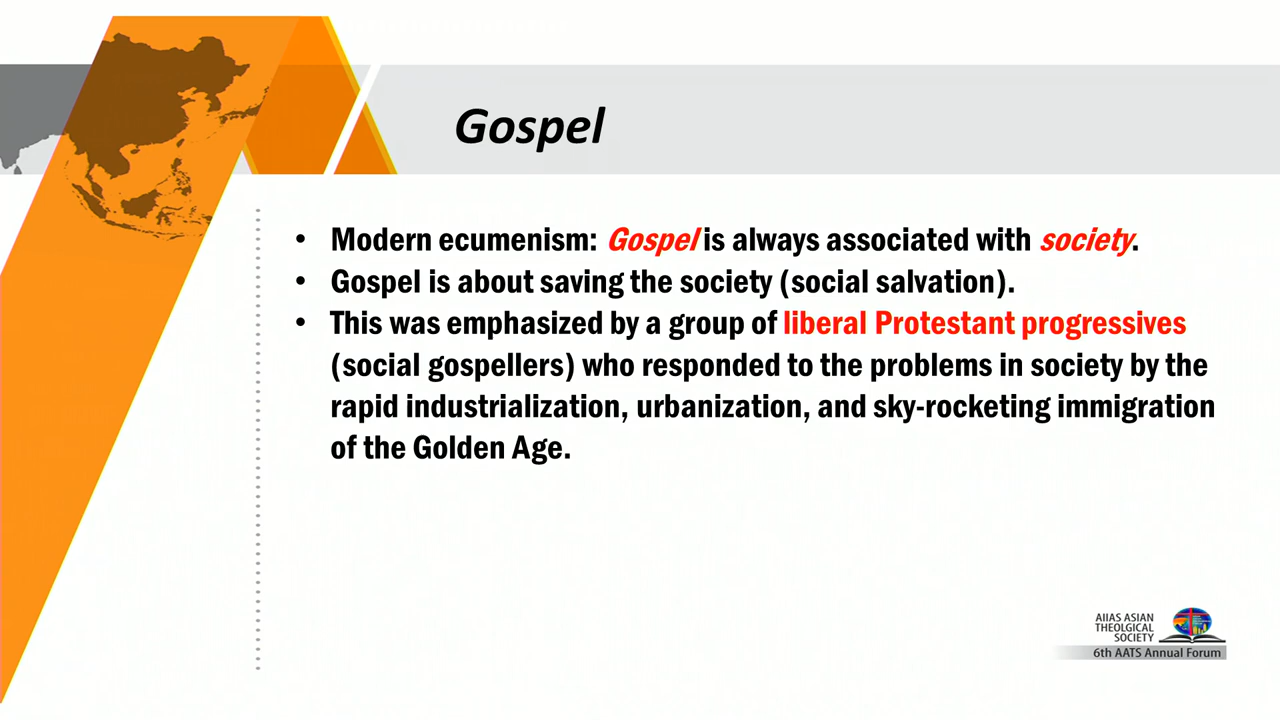 Gospel
• Modern ecumenism: Gospel is always associated with society.
• Gospel is about saving the society (social salvation).
• This was emphasized by a group of liberal Protestant progressives
(social gospellers) who responded to the problems in society by the
rapid industrialization, urbanization, and sky-rocketing immigration
of the Golden Age.
AIIAS ASIAN
THEOLGICAL
SOCIETY
6th AATS Annual Forum